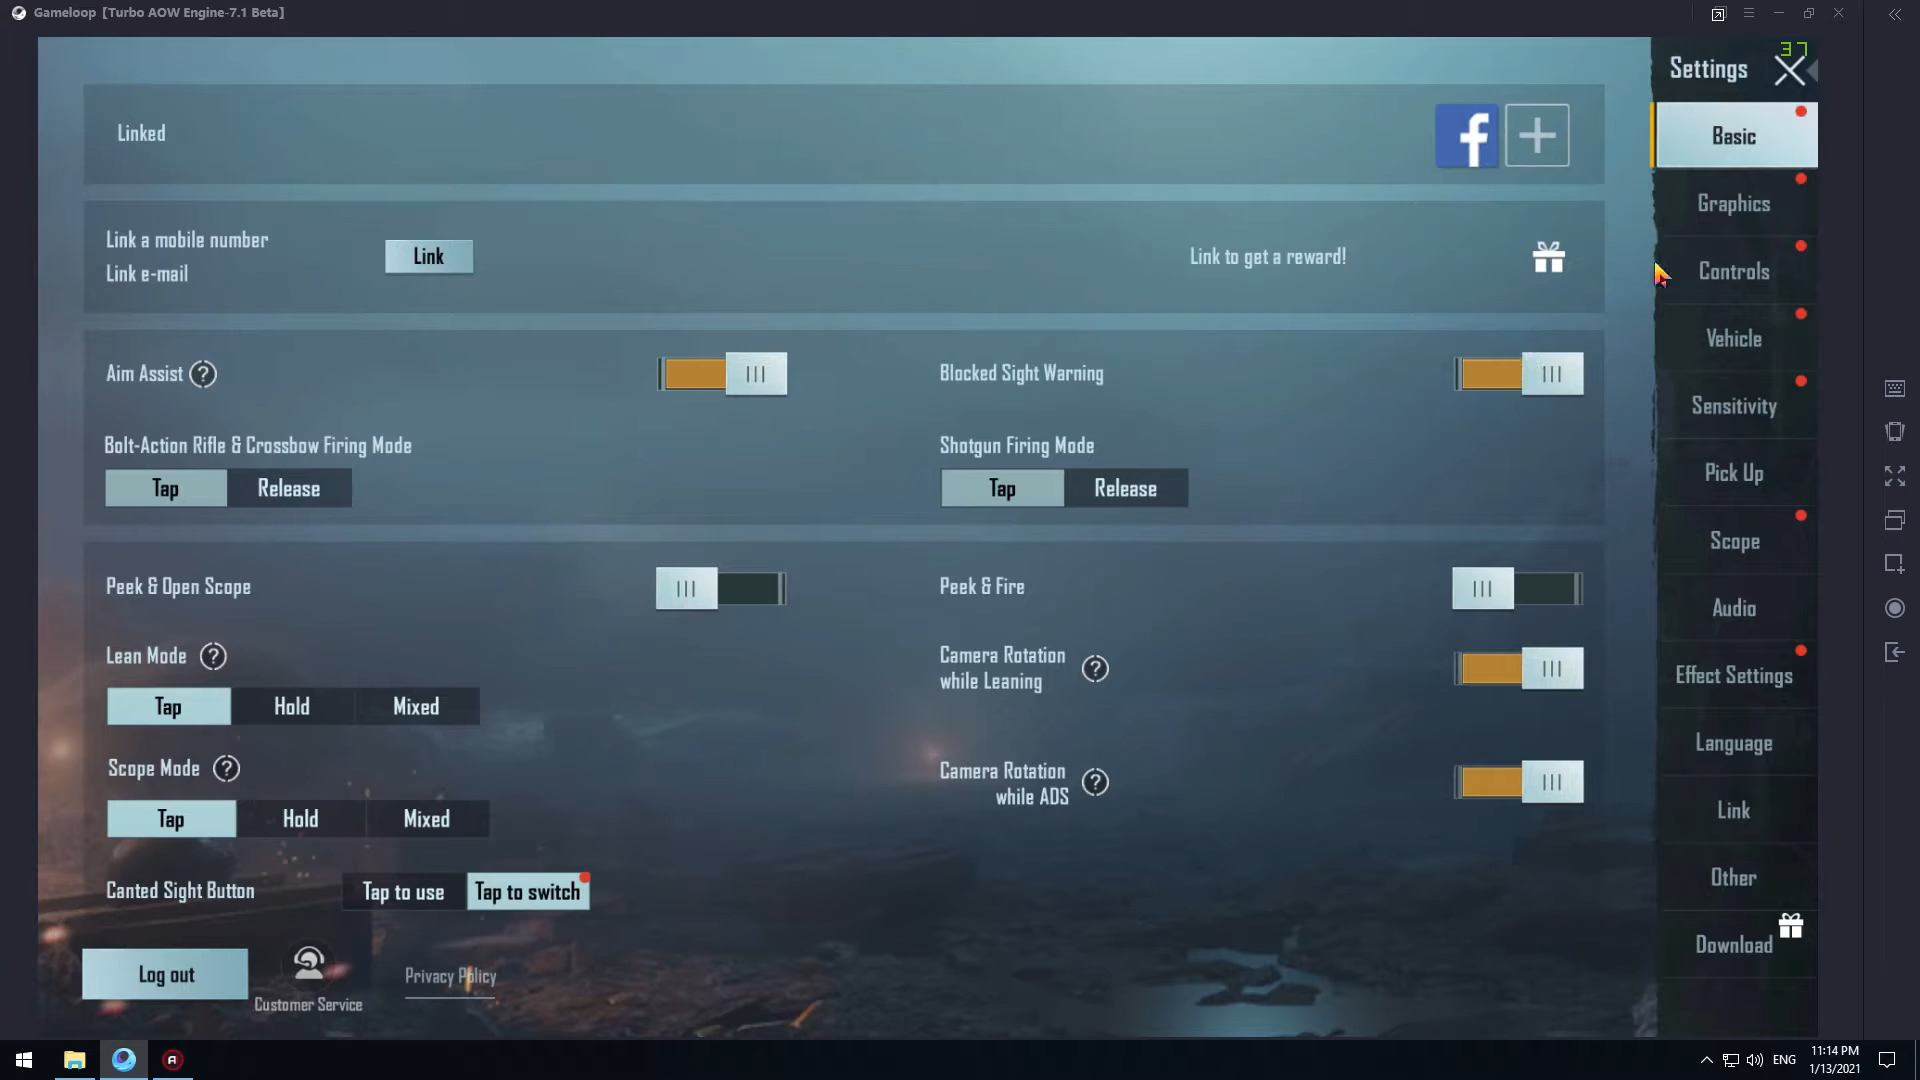 Gameloop [Turbo AOW Engine-7.1 Beta]
37
Settings
Linked
Basic
Graphics
Link a mobile number
Link e-mail
Link
Link to get a reward!
Controls
Vehicle
Aim Assist ?
Blocked Sight Warning
Sensitivity
Bolt-Action Rifle & Crossbow Firing Mode
Shotgun Firing Mode
Tap Release
Tap Release
Pick Up
Scope
Peek & Open Scope
Peek & Fire
Audio
Lean Mode ?
Camera Rotation
while Leaning ?
Effect Settings
Tap Hold Mixed
Language
Scope Mode ?
Camera Rotation
while ADS ?
Tap Hold Mixed
Link
Canted Sight Button Tap to use Tap to switch
Other
Download
Log out
Customer Service
Privacy Policy
ENG
11:14 PM
1/13/2021